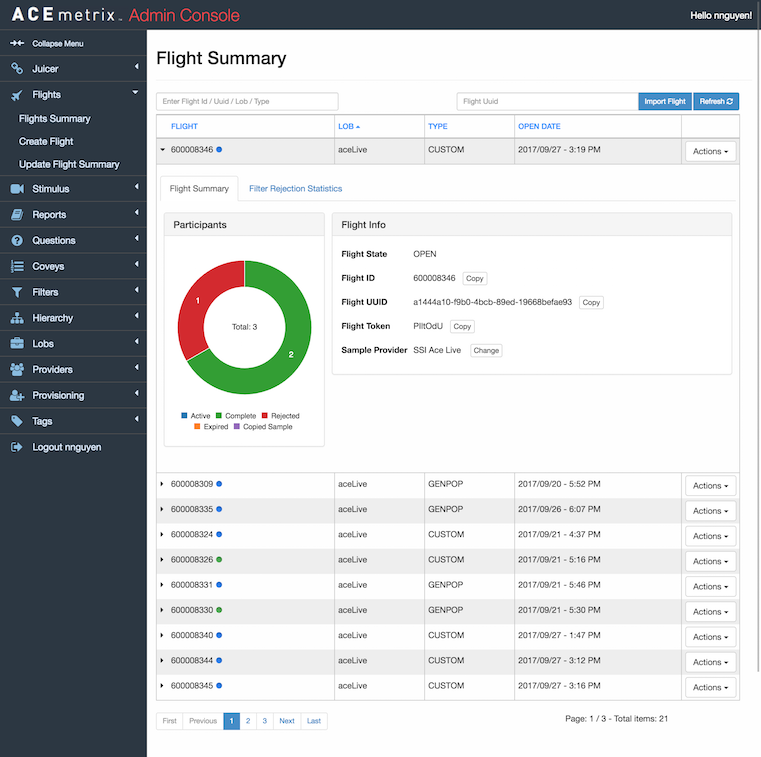 ACEmetrix Admin Console
Hello nnguyen!
Collapse Menu
Juicer
Flights
Flights Summary
Create Flight
Update Flight Summary
Stimulus
Reports
Questions
Coveys
Filters
Hierarchy
Lobs
Providers
Provisioning
Tags
Logout nnguyen
Flight Summary
Enter Flight Id / Uuid / Lob / Type
Flight Uuid
Import Flight
Refresh
FLIGHT LOB TYPE OPEN DATE
600008346 aceLive CUSTOM 2017/09/27 - 3:19 PM Actions
Flight Summary Filter Rejection Statistics
Participants
1
Total: 3
2
Active Complete Rejected
Expired Copied Sample
Flight Info
Flight State OPEN
Flight ID 600008346 Copy
Flight UUID a1444a10-f9b0-4bcb-89ed-19668befae93 Copy
Flight Token PlItOdU Copy
Sample Provider SSI Ace Live Change
600008309 aceLive GENPOP 2017/09/20 - 5:52 PM Actions
600008335 aceLive GENPOP 2017/09/26 - 6:07 PM Actions
600008324 aceLive CUSTOM 2017/09/21 - 4:37 PM Actions
600008326 aceLive CUSTOM 2017/09/21 - 5:16 PM Actions
600008331 aceLive GENPOP 2017/09/21 - 5:46 PM Actions
600008330 aceLive GENPOP 2017/09/21 - 5:30 PM Actions
600008340 aceLive CUSTOM 2017/09/27 - 1:47 PM Actions
600008344 aceLive CUSTOM 2017/09/27 - 3:12 PM Actions
600008345 aceLive CUSTOM 2017/09/27 - 3:16 PM Actions
First Previous 1 2 3 Next Last
Page: 1 / 3 - Total items: 21